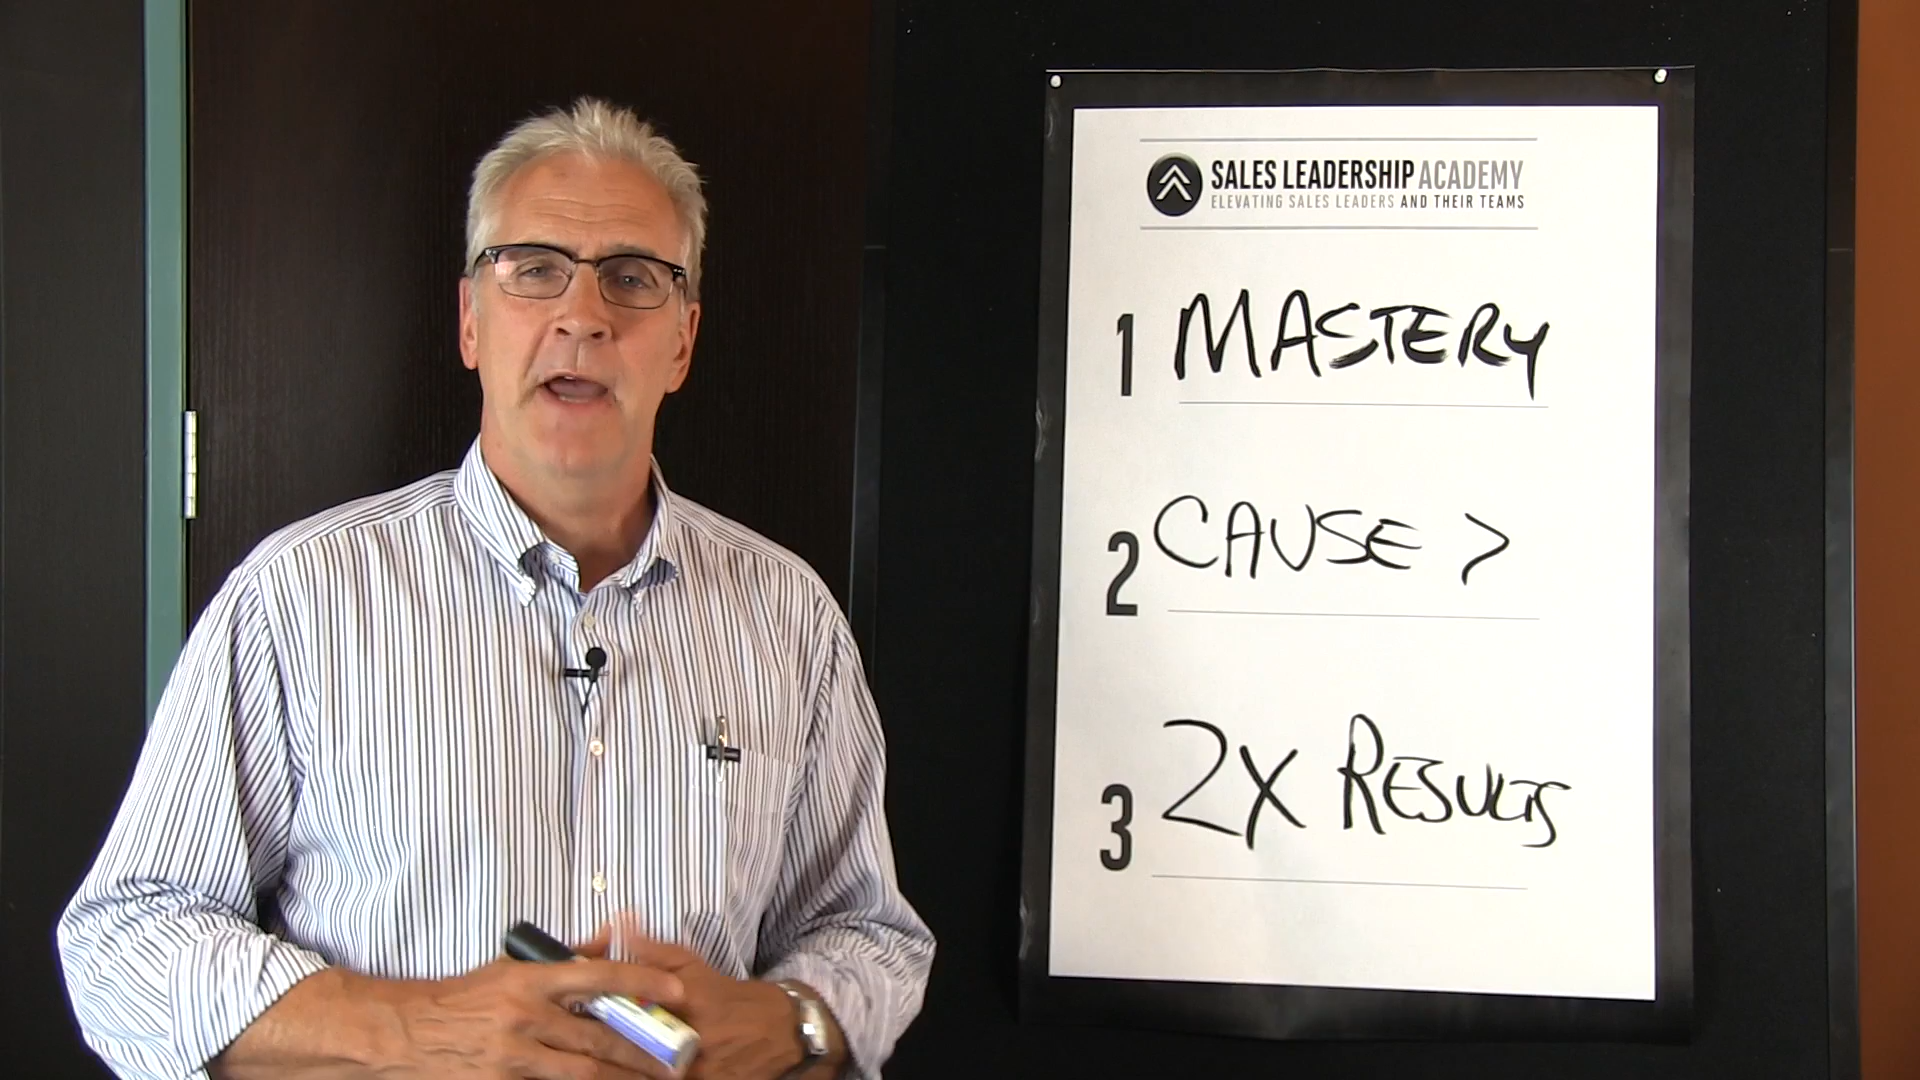 SALES LEADERSHIP ACADEMY
ELEVATING SALES LEADERS AND THEIR TEAMS
1 MASTERY
2 CAUSE >
3 2X RESULTS